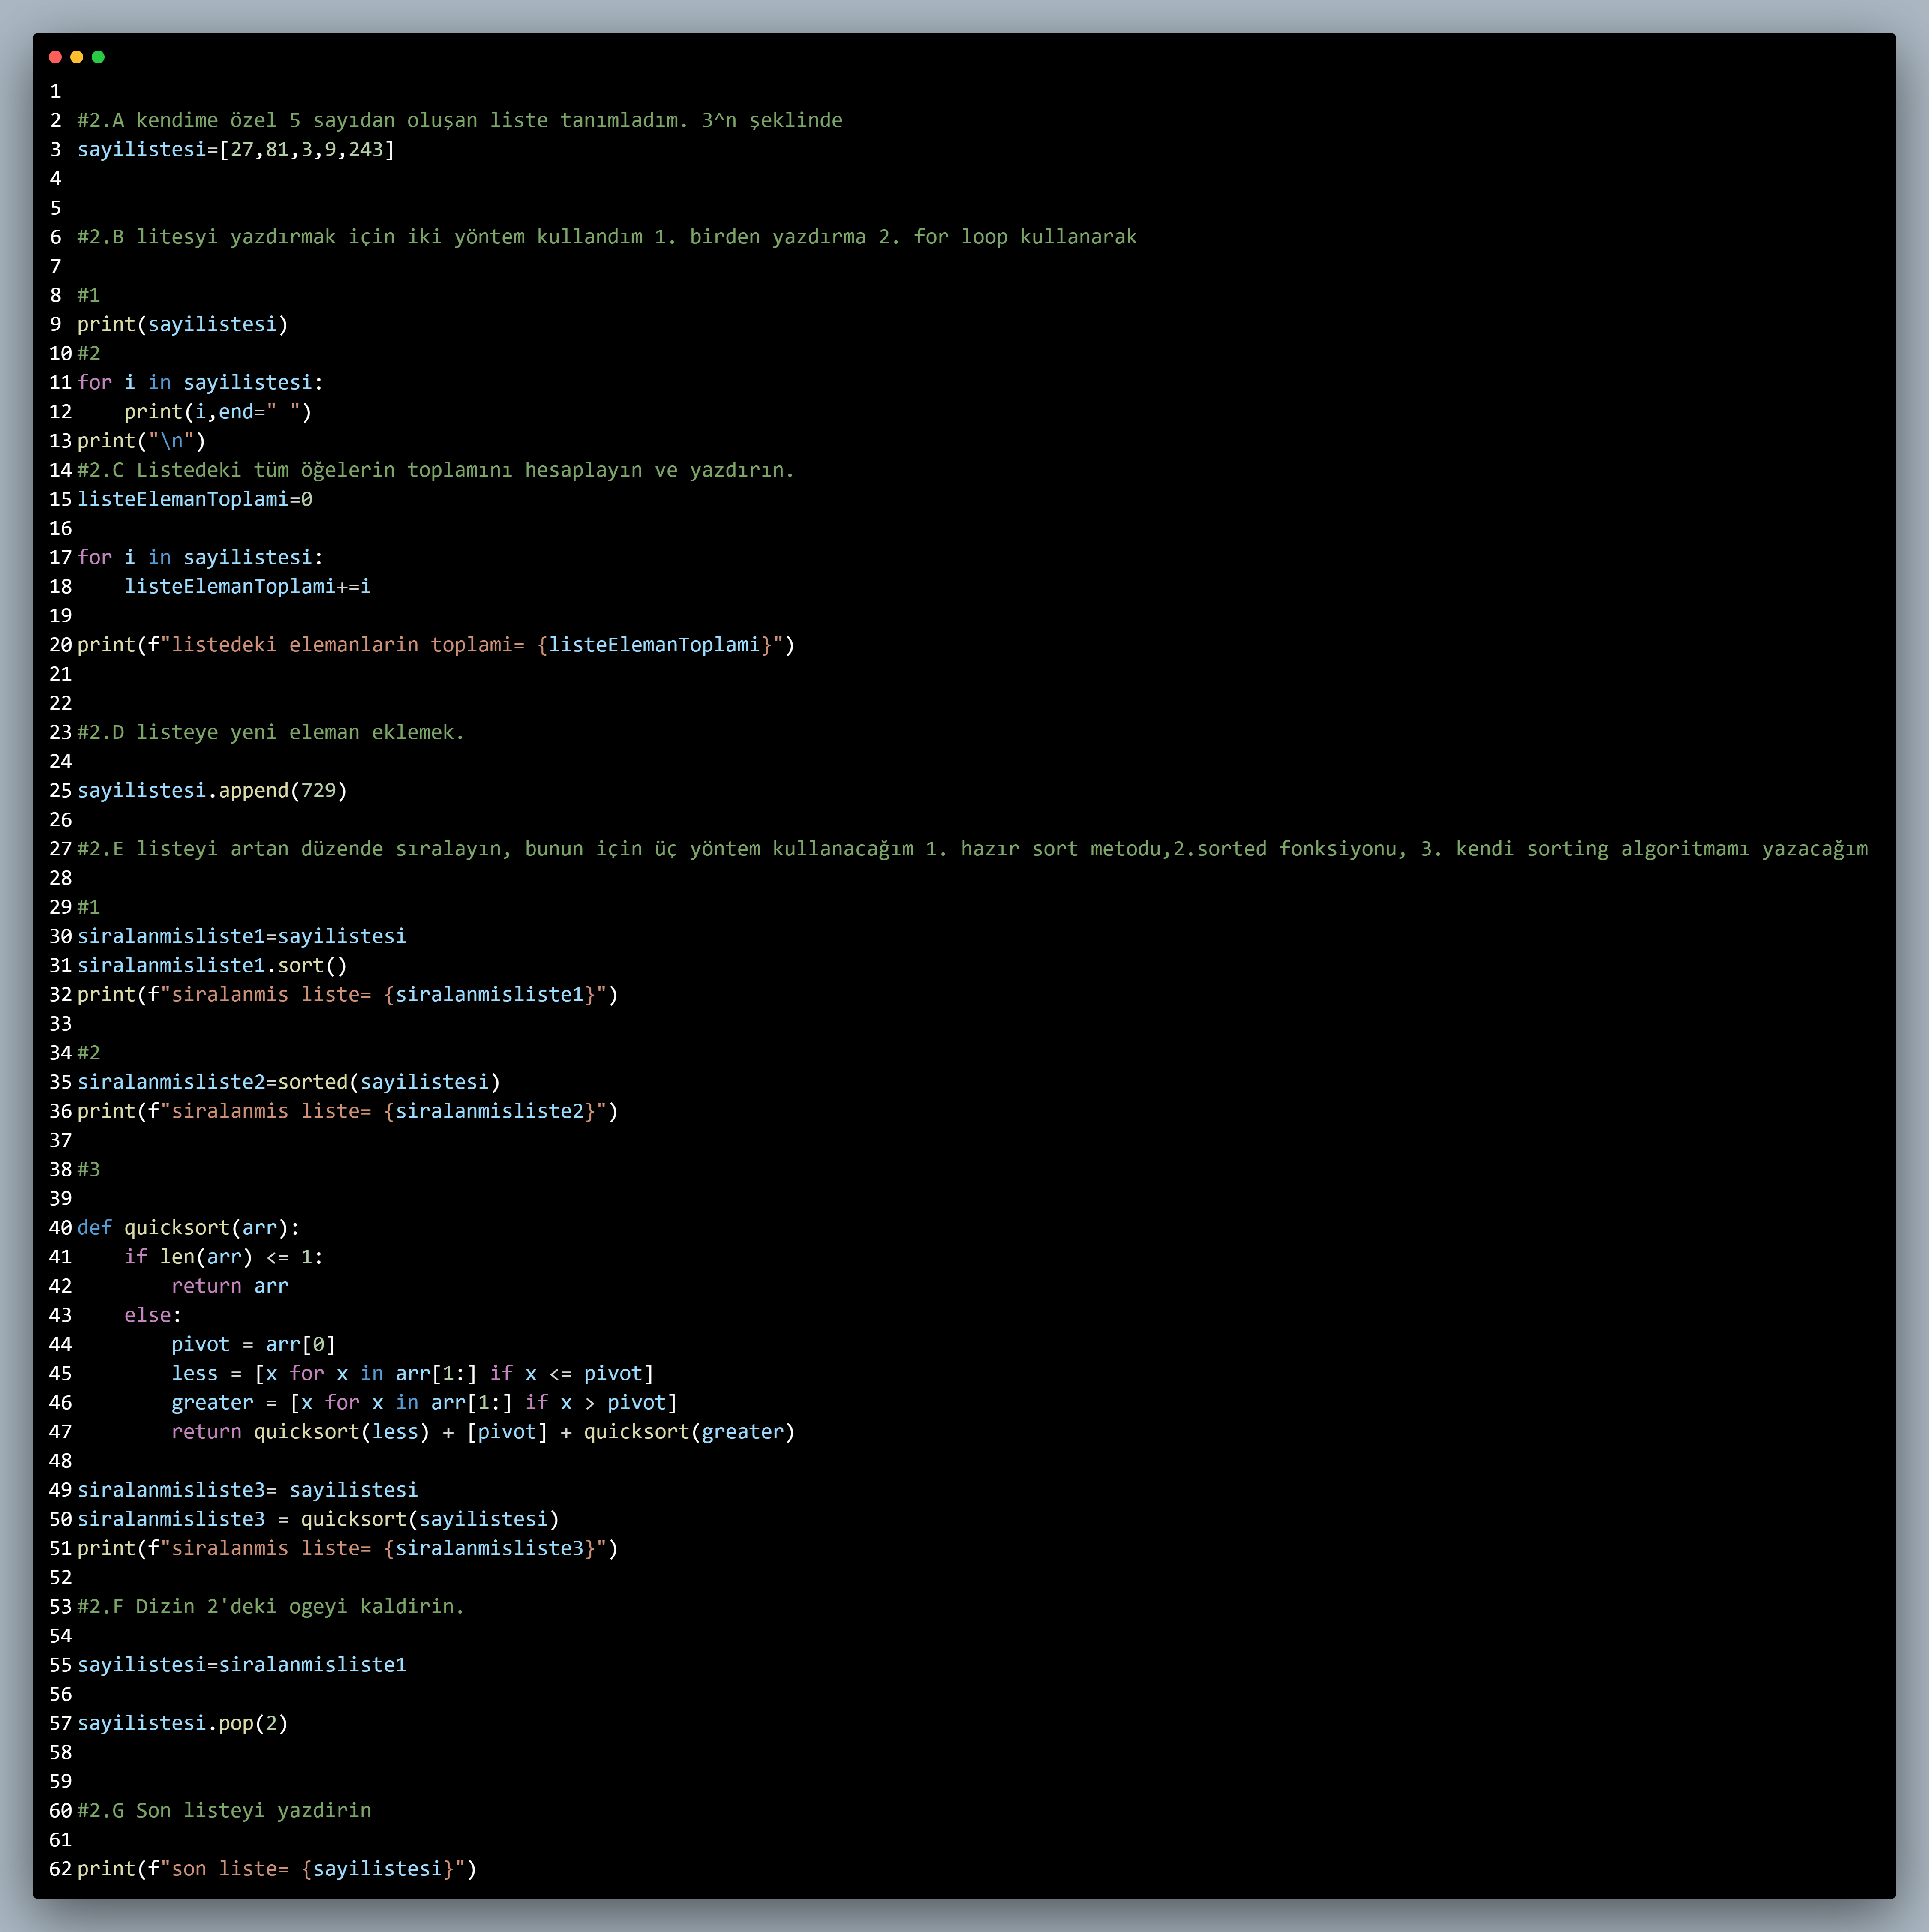 1
2 #2.A kendime özel 5 sayıdan oluşan liste tanımladım. 3^n şeklinde
3 sayilistesi=[27,81,3,9,243]
4
5
6 #2.B litesyi yazdırmak için iki yöntem kullandım 1. birden yazdırma 2. for loop kullanarak
7
8 #1
9 print(sayilistesi)
10 #2
11 for i in sayilistesi:
12     print(i,end=" ")
13 print("\n")
14 #2.C Listedeki tüm öğelerin toplamını hesaplayın ve yazdırın.
15 listeElemanToplami=0
16
17 for i in sayilistesi:
18     listeElemanToplami+=i
19
20 print(f"listedeki elemanlarin toplami= {listeElemanToplami}")
21
22
23 #2.D listeye yeni eleman eklemek.
24
25 sayilistesi.append(729)
26
27 #2.E listeyi artan düzende sıralayın, bunun için üç yöntem kullanacağım 1. hazır sort metodu,2.sorted fonksiyonu, 3. kendi sorting algoritmamı yazacağım
28
29 #1
30 siralanmisliste1=sayilistesi
31 siralanmisliste1.sort()
32 print(f"siralanmis liste= {siralanmisliste1}")
33
34 #2
35 siralanmisliste2=sorted(sayilistesi)
36 print(f"siralanmis liste= {siralanmisliste2}")
37
38 #3
39
40 def quicksort(arr):
41     if len(arr) <= 1:
42         return arr
43     else:
44         pivot = arr[0]
45         less = [x for x in arr[1:] if x <= pivot]
46         greater = [x for x in arr[1:] if x > pivot]
47         return quicksort(less) + [pivot] + quicksort(greater)
48
49 siralanmisliste3= sayilistesi
50 siralanmisliste3 = quicksort(sayilistesi)
51 print(f"siralanmis liste= {siralanmisliste3}")
52
53 #2.F Dizin 2'deki ogeyi kaldirin.
54
55 sayilistesi=siralanmisliste1
56
57 sayilistesi.pop(2)
58
59
60 #2.G Son listeyi yazdirin
61
62 print(f"son liste= {sayilistesi}")